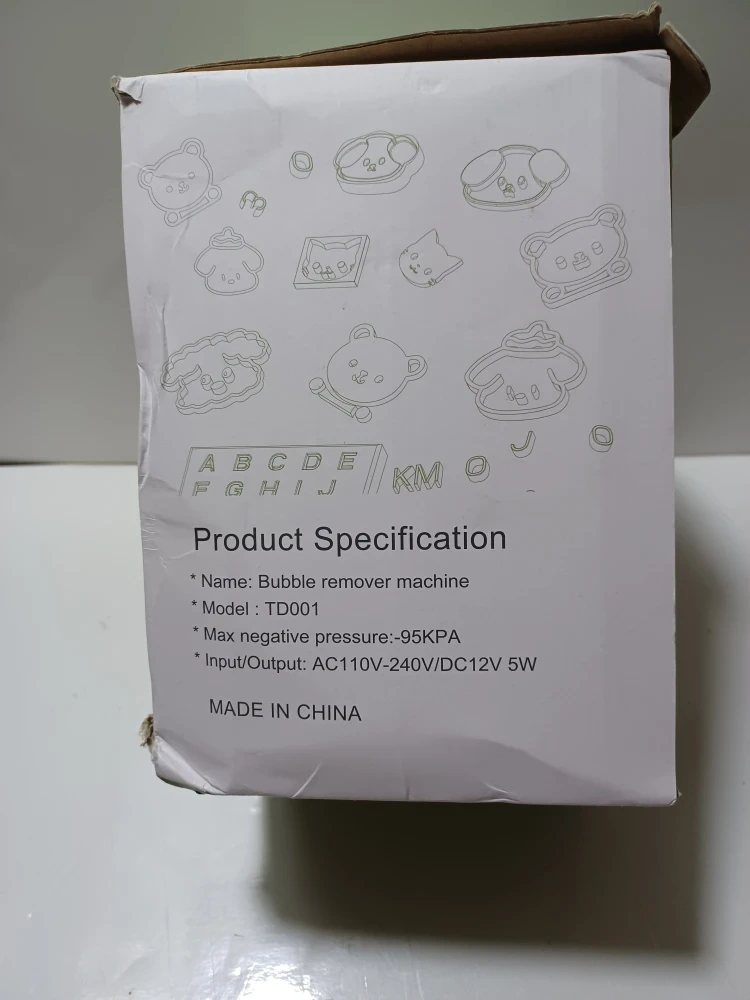 A B C D E
F G H I J
KM
O
J
O
Product Specification
* Name: Bubble remover machine
* Model : TD001
* Max negative pressure:-95KPA
* Input/Output: AC110V-240V/DC12V 5W
MADE IN CHINA